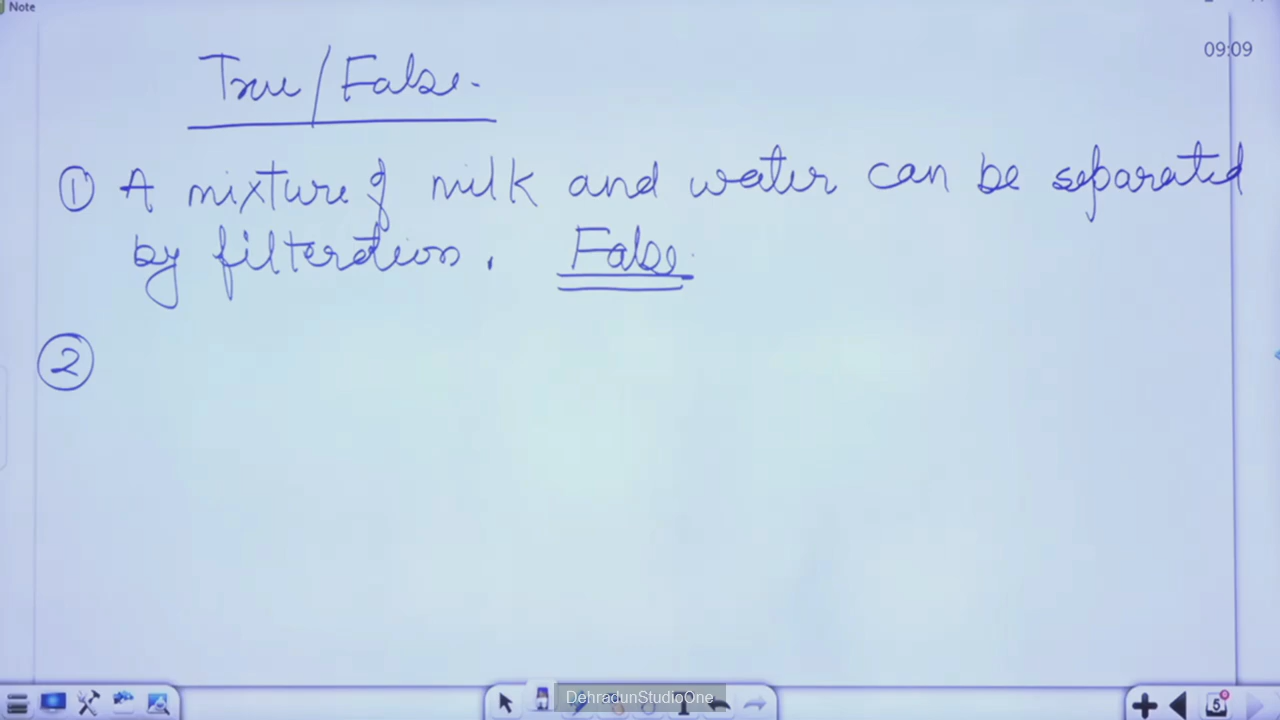 Note
09:09
True/False.
① A mixture of milk and water can be separated
by filteration. False.
②
DehradunStudioOne
T
5